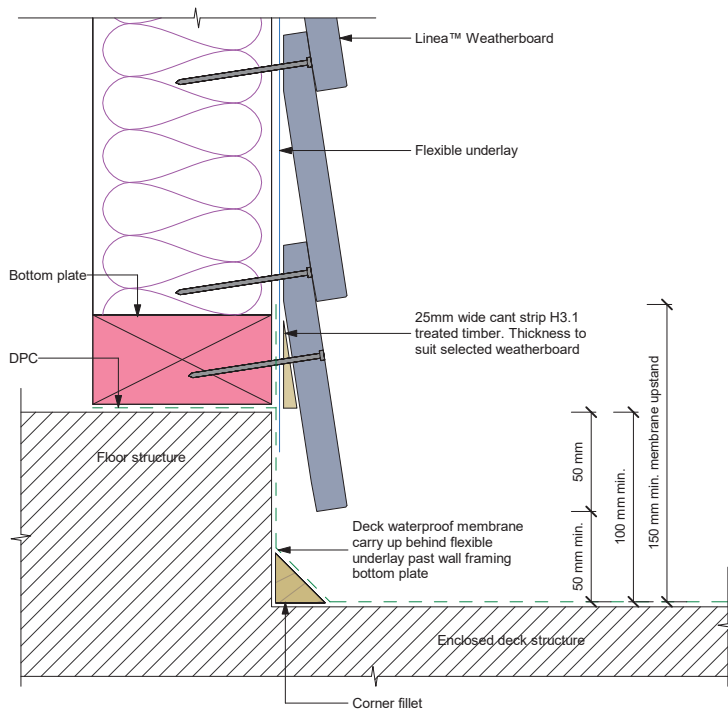 Linea™ Weatherboard
Flexible underlay
Bottom plate
25mm wide cant strip H3.1
treated timber. Thickness to
suit selected weatherboard
DPC
Floor structure
50 mm
50 mm min.
100 mm min.
150 mm min. membrane upstand
Deck waterproof membrane
carry up behind flexible
underlay past wall framing
bottom plate
Enclosed deck structure
Corner fillet